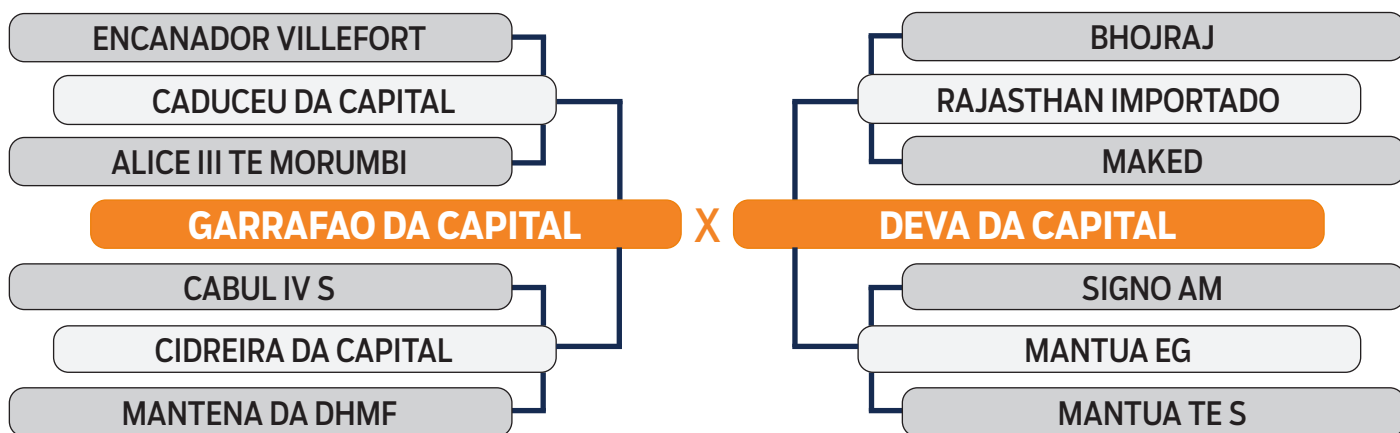 ENCANADOR VILLEFORT
CADUCEU DA CAPITAL
ALICE III TE MORUMBI
GARRAFAO DA CAPITAL
CABUL IV S
CIDREIRA DA CAPITAL
MANTENA DA DHMF
X
BHOJRAJ
RAJASTHAN IMPORTADO
MAKED
DEVA DA CAPITAL
SIGNO AM
MANTUA EG
MANTUA TE S